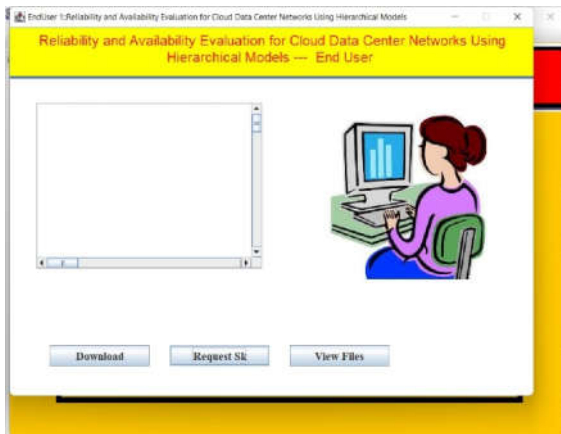 EndUser 1::Reliability and Availability Evaluation for Cloud Data Center Networks Using Hierarchical Models
Reliability and Availability Evaluation for Cloud Data Center Networks Using
Hierarchical Models --- End User
Download
Request Sk
View Files